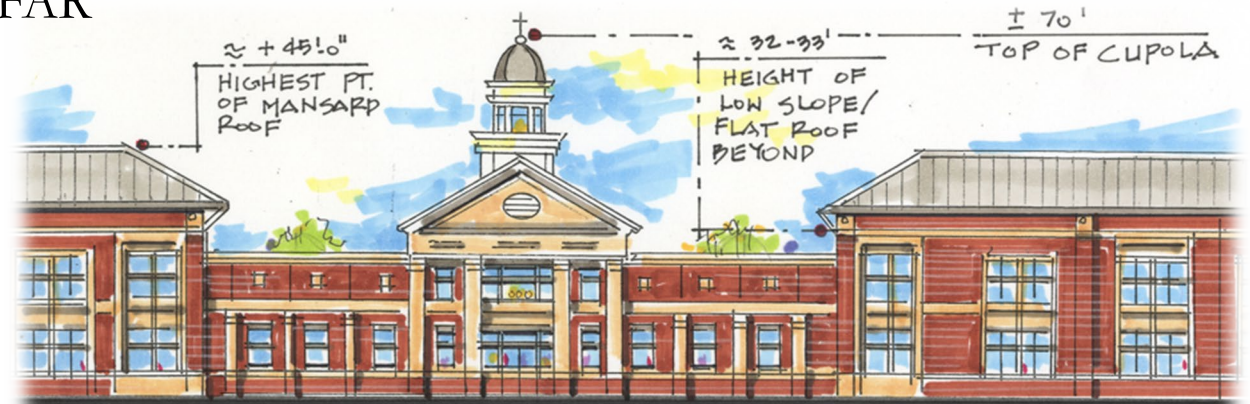 FAR
≈ + 45'.0"
HIGHEST PT.
OF MANSARD
ROOF
≈ 32-33'
HEIGHT OF
LOW SLOPE/
FLAT ROOF
BEYOND
± 70'
TOP OF CUPOLA